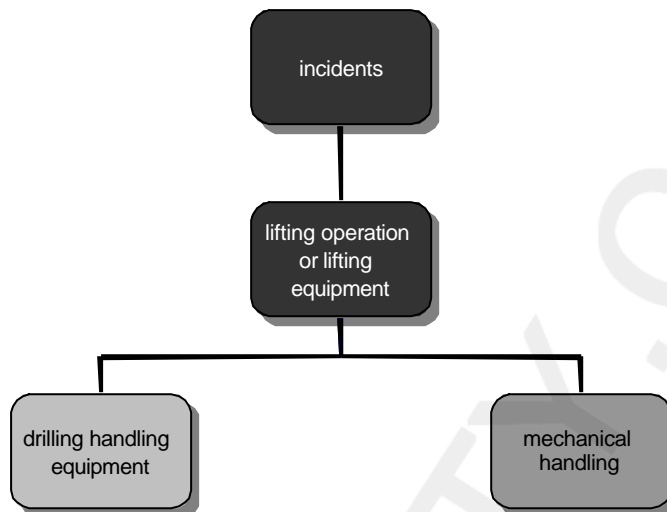 incidents
lifting operation
or lifting
equipment
drilling handling
equipment
mechanical
handling